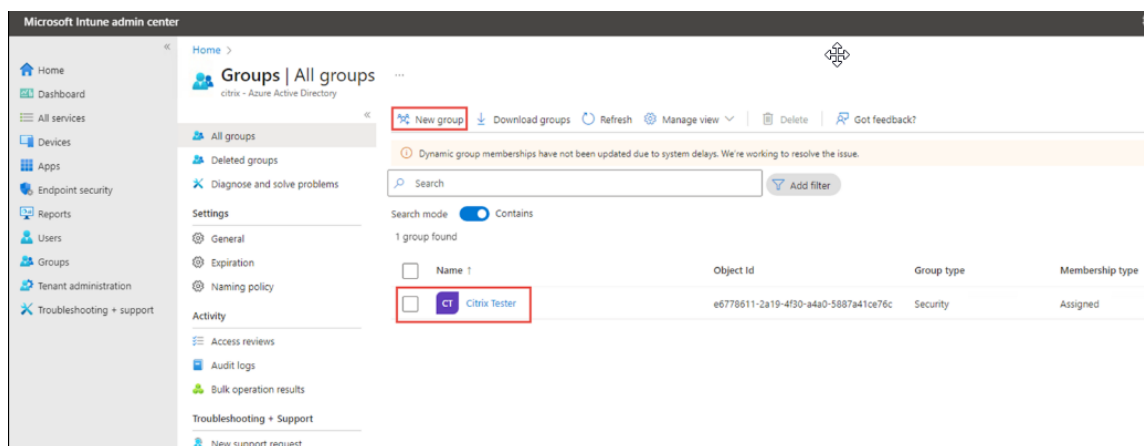 Microsoft Intune admin center
«
Home
Dashboard
All services
Devices
Apps
Endpoint security
Reports
Users
Groups
Tenant administration
Troubleshooting + support
Home >
Groups | All groups ...
citrix - Azure Active Directory
«
All groups
Deleted groups
Diagnose and solve problems
Settings
General
Expiration
Naming policy
Activity
Access reviews
Audit logs
Bulk operation results
Troubleshooting + Support
New support request
New group Download groups Refresh Manage view Delete Got feedback?
Dynamic group memberships have not been updated due to system delays. We're working to resolve the issue.
Search Add filter
Search mode Contains
1 group found
Name ↑ Object Id Group type Membership type
CT Citrix Tester e6778611-2a19-4f30-a4a0-5887a41ce76c Security Assigned